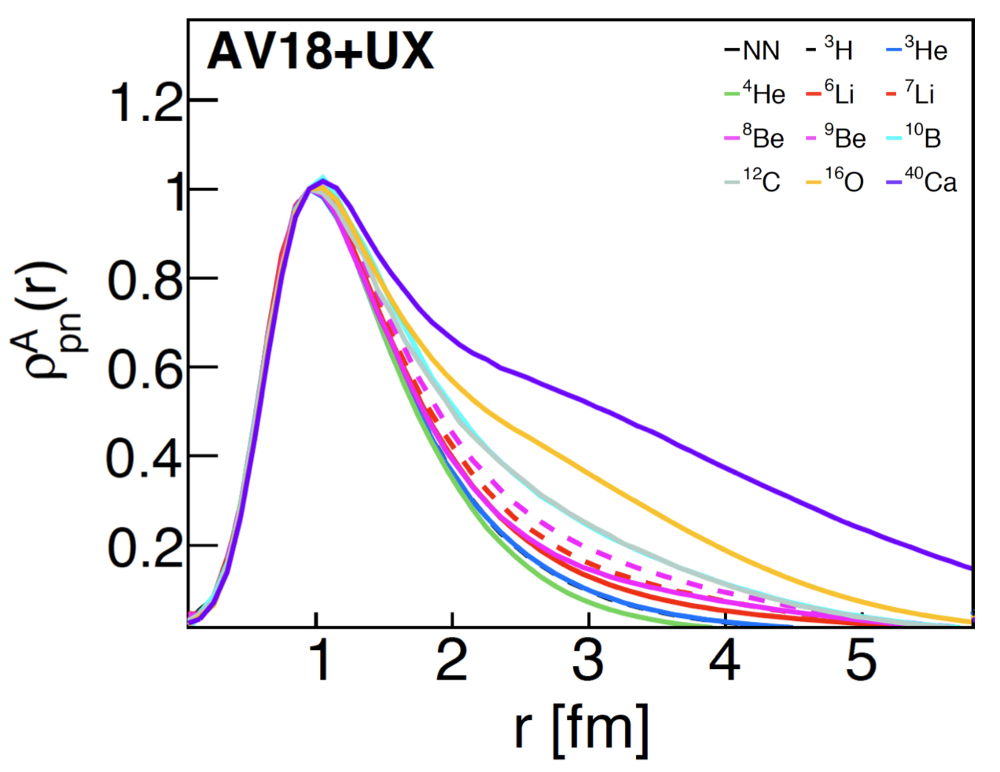 AV18+UX
NN ³H ³He
⁴He ⁶Li ⁷Li
⁸Be ⁹Be ¹⁰B
¹²C ¹⁶O ⁴⁰Ca
1.2
1
0.8
0.6
0.4
0.2
ρᴬpn(r)
1 2 3 4 5
r [fm]